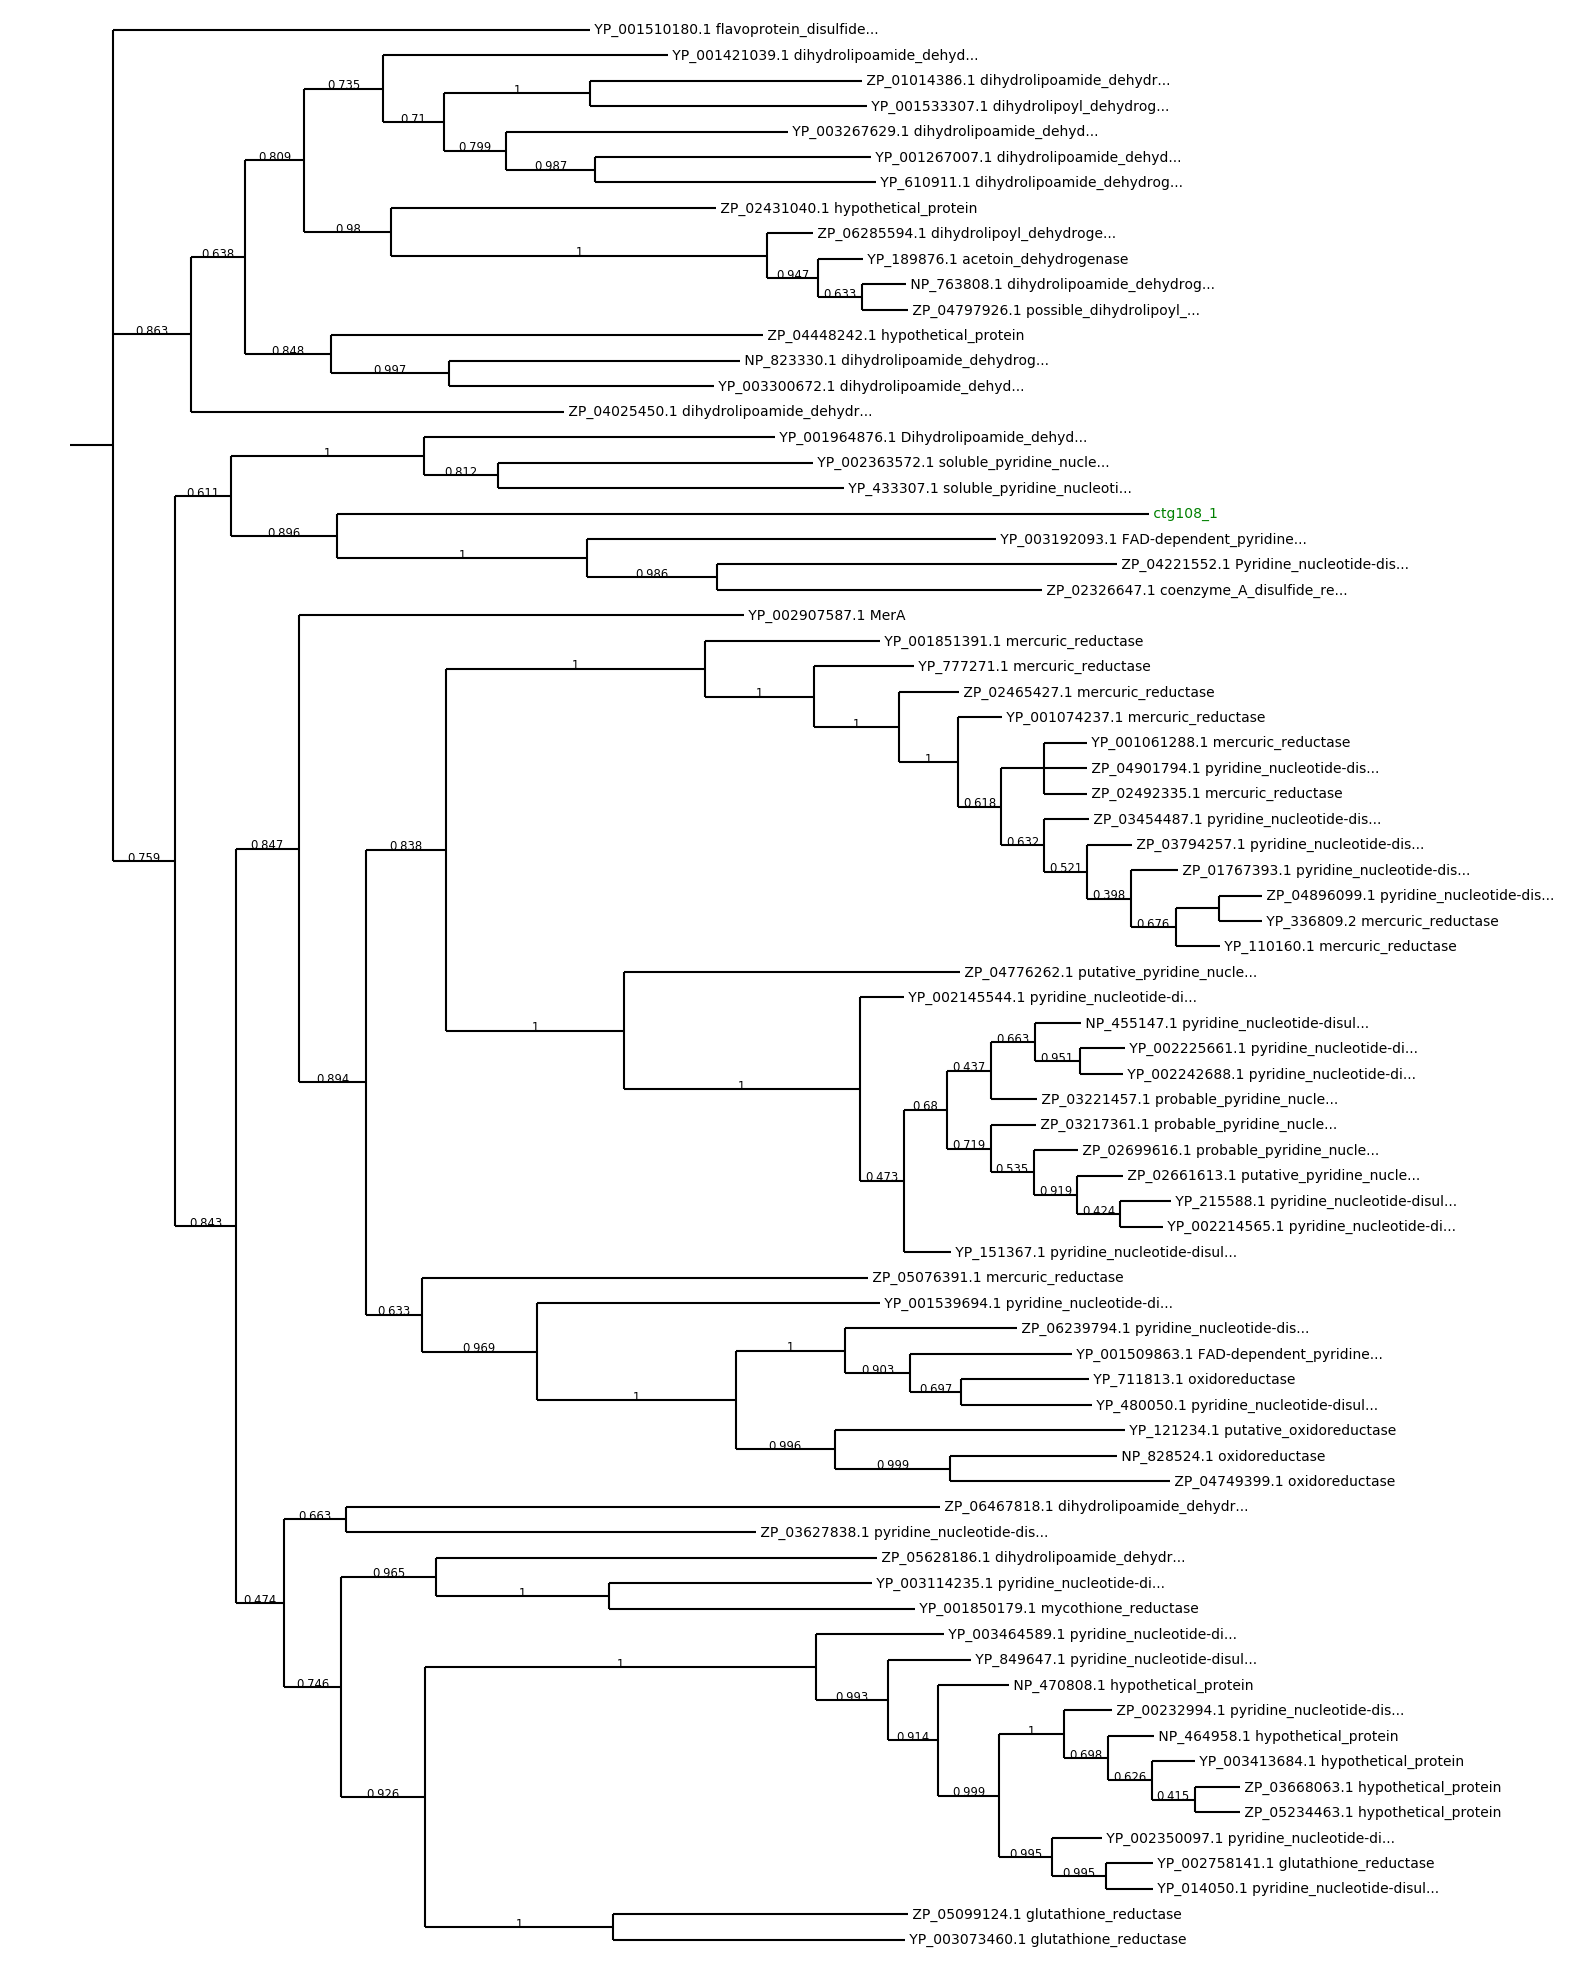 YP_001510180.1 flavoprotein_disulfide...
YP_001421039.1 dihydrolipoamide_dehyd...
0.735
ZP_01014386.1 dihydrolipoamide_dehydr...
1
YP_001533307.1 dihydrolipoyl_dehydrog...
0.71
YP_003267629.1 dihydrolipoamide_dehyd...
0.799
0.809
YP_001267007.1 dihydrolipoamide_dehyd...
0.987
YP_610911.1 dihydrolipoamide_dehydrog...
ZP_02431040.1 hypothetical_protein
0.98
ZP_06285594.1 dihydrolipoyl_dehydroge...
0.638
1
YP_189876.1 acetoin_dehydrogenase
0.947
NP_763808.1 dihydrolipoamide_dehydrog...
0.633
ZP_04797926.1 possible_dihydrolipoyl_...
0.863
ZP_04448242.1 hypothetical_protein
0.848
NP_823330.1 dihydrolipoamide_dehydrog...
0.997
YP_003300672.1 dihydrolipoamide_dehyd...
ZP_04025450.1 dihydrolipoamide_dehydr...
YP_001964876.1 Dihydrolipoamide_dehyd...
1
YP_002363572.1 soluble_pyridine_nucle...
0.812
YP_433307.1 soluble_pyridine_nucleoti...
0.611
ctg108_1
0.896
YP_003192093.1 FAD-dependent_pyridine...
1
ZP_04221552.1 Pyridine_nucleotide-dis...
0.986
ZP_02326647.1 coenzyme_A_disulfide_re...
YP_002907587.1 MerA
YP_001851391.1 mercuric_reductase
1
YP_777271.1 mercuric_reductase
1
ZP_02465427.1 mercuric_reductase
1
YP_001074237.1 mercuric_reductase
1
YP_001061288.1 mercuric_reductase
ZP_04901794.1 pyridine_nucleotide-dis...
ZP_02492335.1 mercuric_reductase
0.618
ZP_03454487.1 pyridine_nucleotide-dis...
0.632
0.847
0.838
ZP_03794257.1 pyridine_nucleotide-dis...
0.759
0.521
ZP_01767393.1 pyridine_nucleotide-dis...
0.398
ZP_04896099.1 pyridine_nucleotide-dis...
YP_336809.2 mercuric_reductase
0.676
YP_110160.1 mercuric_reductase
ZP_04776262.1 putative_pyridine_nucle...
YP_002145544.1 pyridine_nucleotide-di...
NP_455147.1 pyridine_nucleotide-disul...
1
0.663
YP_002225661.1 pyridine_nucleotide-di...
0.951
0.437
YP_002242688.1 pyridine_nucleotide-di...
0.894
1
ZP_03221457.1 probable_pyridine_nucle...
0.68
ZP_03217361.1 probable_pyridine_nucle...
0.719
ZP_02699616.1 probable_pyridine_nucle...
0.535
0.473
ZP_02661613.1 putative_pyridine_nucle...
0.919
YP_215588.1 pyridine_nucleotide-disul...
0.424
0.843
YP_002214565.1 pyridine_nucleotide-di...
YP_151367.1 pyridine_nucleotide-disul...
ZP_05076391.1 mercuric_reductase
0.633
YP_001539694.1 pyridine_nucleotide-di...
ZP_06239794.1 pyridine_nucleotide-dis...
0.969
1
YP_001509863.1 FAD-dependent_pyridine...
0.903
YP_711813.1 oxidoreductase
0.697
1
YP_480050.1 pyridine_nucleotide-disul...
YP_121234.1 putative_oxidoreductase
0.996
NP_828524.1 oxidoreductase
0.999
ZP_04749399.1 oxidoreductase
ZP_06467818.1 dihydrolipoamide_dehydr...
0.663
ZP_03627838.1 pyridine_nucleotide-dis...
ZP_05628186.1 dihydrolipoamide_dehydr...
0.965
YP_003114235.1 pyridine_nucleotide-di...
1
0.474
YP_001850179.1 mycothione_reductase
YP_003464589.1 pyridine_nucleotide-di...
1
YP_849647.1 pyridine_nucleotide-disul...
0.746
0.993
NP_470808.1 hypothetical_protein
ZP_00232994.1 pyridine_nucleotide-dis...
0.914
1
NP_464958.1 hypothetical_protein
0.698
YP_003413684.1 hypothetical_protein
0.626
ZP_03668063.1 hypothetical_protein
0.926
0.999
0.415
ZP_05234463.1 hypothetical_protein
YP_002350097.1 pyridine_nucleotide-di...
0.995
YP_002758141.1 glutathione_reductase
0.995
YP_014050.1 pyridine_nucleotide-disul...
ZP_05099124.1 glutathione_reductase
1
YP_003073460.1 glutathione_reductase